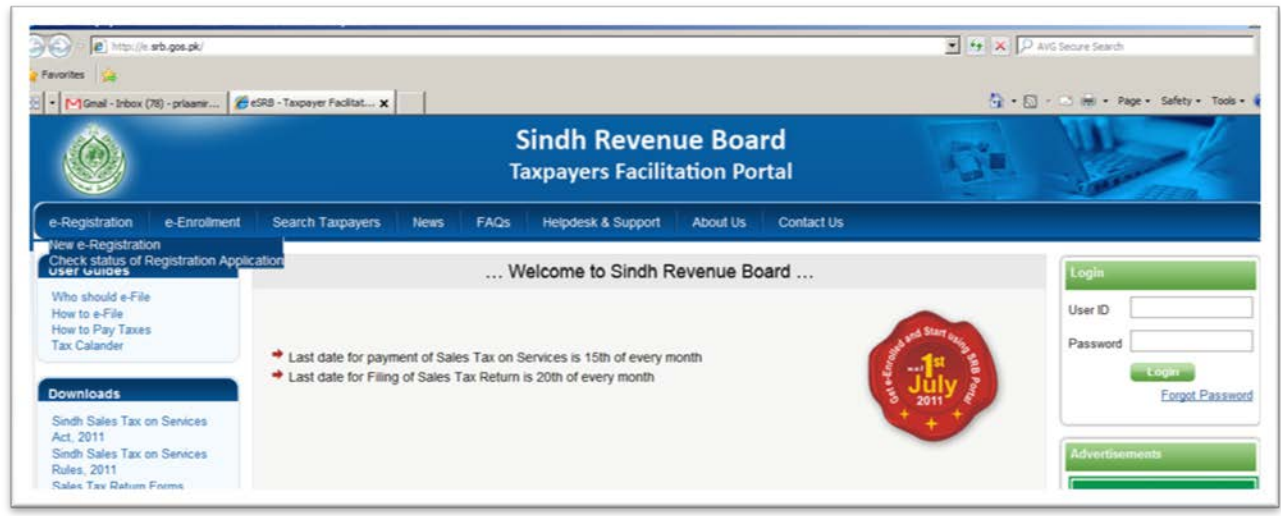 http://e.srb.gos.pk/
AVG Secure Search
Favorites
Gmail - Inbox (78) - prlaamir... eSRB - Taxpayer Facilitat... x
Page Safety Tools
Sindh Revenue Board
Taxpayers Facilitation Portal
e-Registration e-Enrollment Search Taxpayers News FAQs Helpdesk & Support About Us Contact Us
New e-Registration
Check status of Registration Application
User Guides
Who should e-File
How to e-File
How to Pay Taxes
Tax Calander
Downloads
Sindh Sales Tax on Services
Act, 2011
Sindh Sales Tax on Services
Rules, 2011
Sales Tax Return Forms
... Welcome to Sindh Revenue Board ...
Last date for payment of Sales Tax on Services is 15th of every month
Last date for Filing of Sales Tax Return is 20th of every month
Get e-Enrolled and Start using SRB Portal
w.e.f
1st
July
2011
Login
User ID
Password
Login
Forgot Password
Advertisements